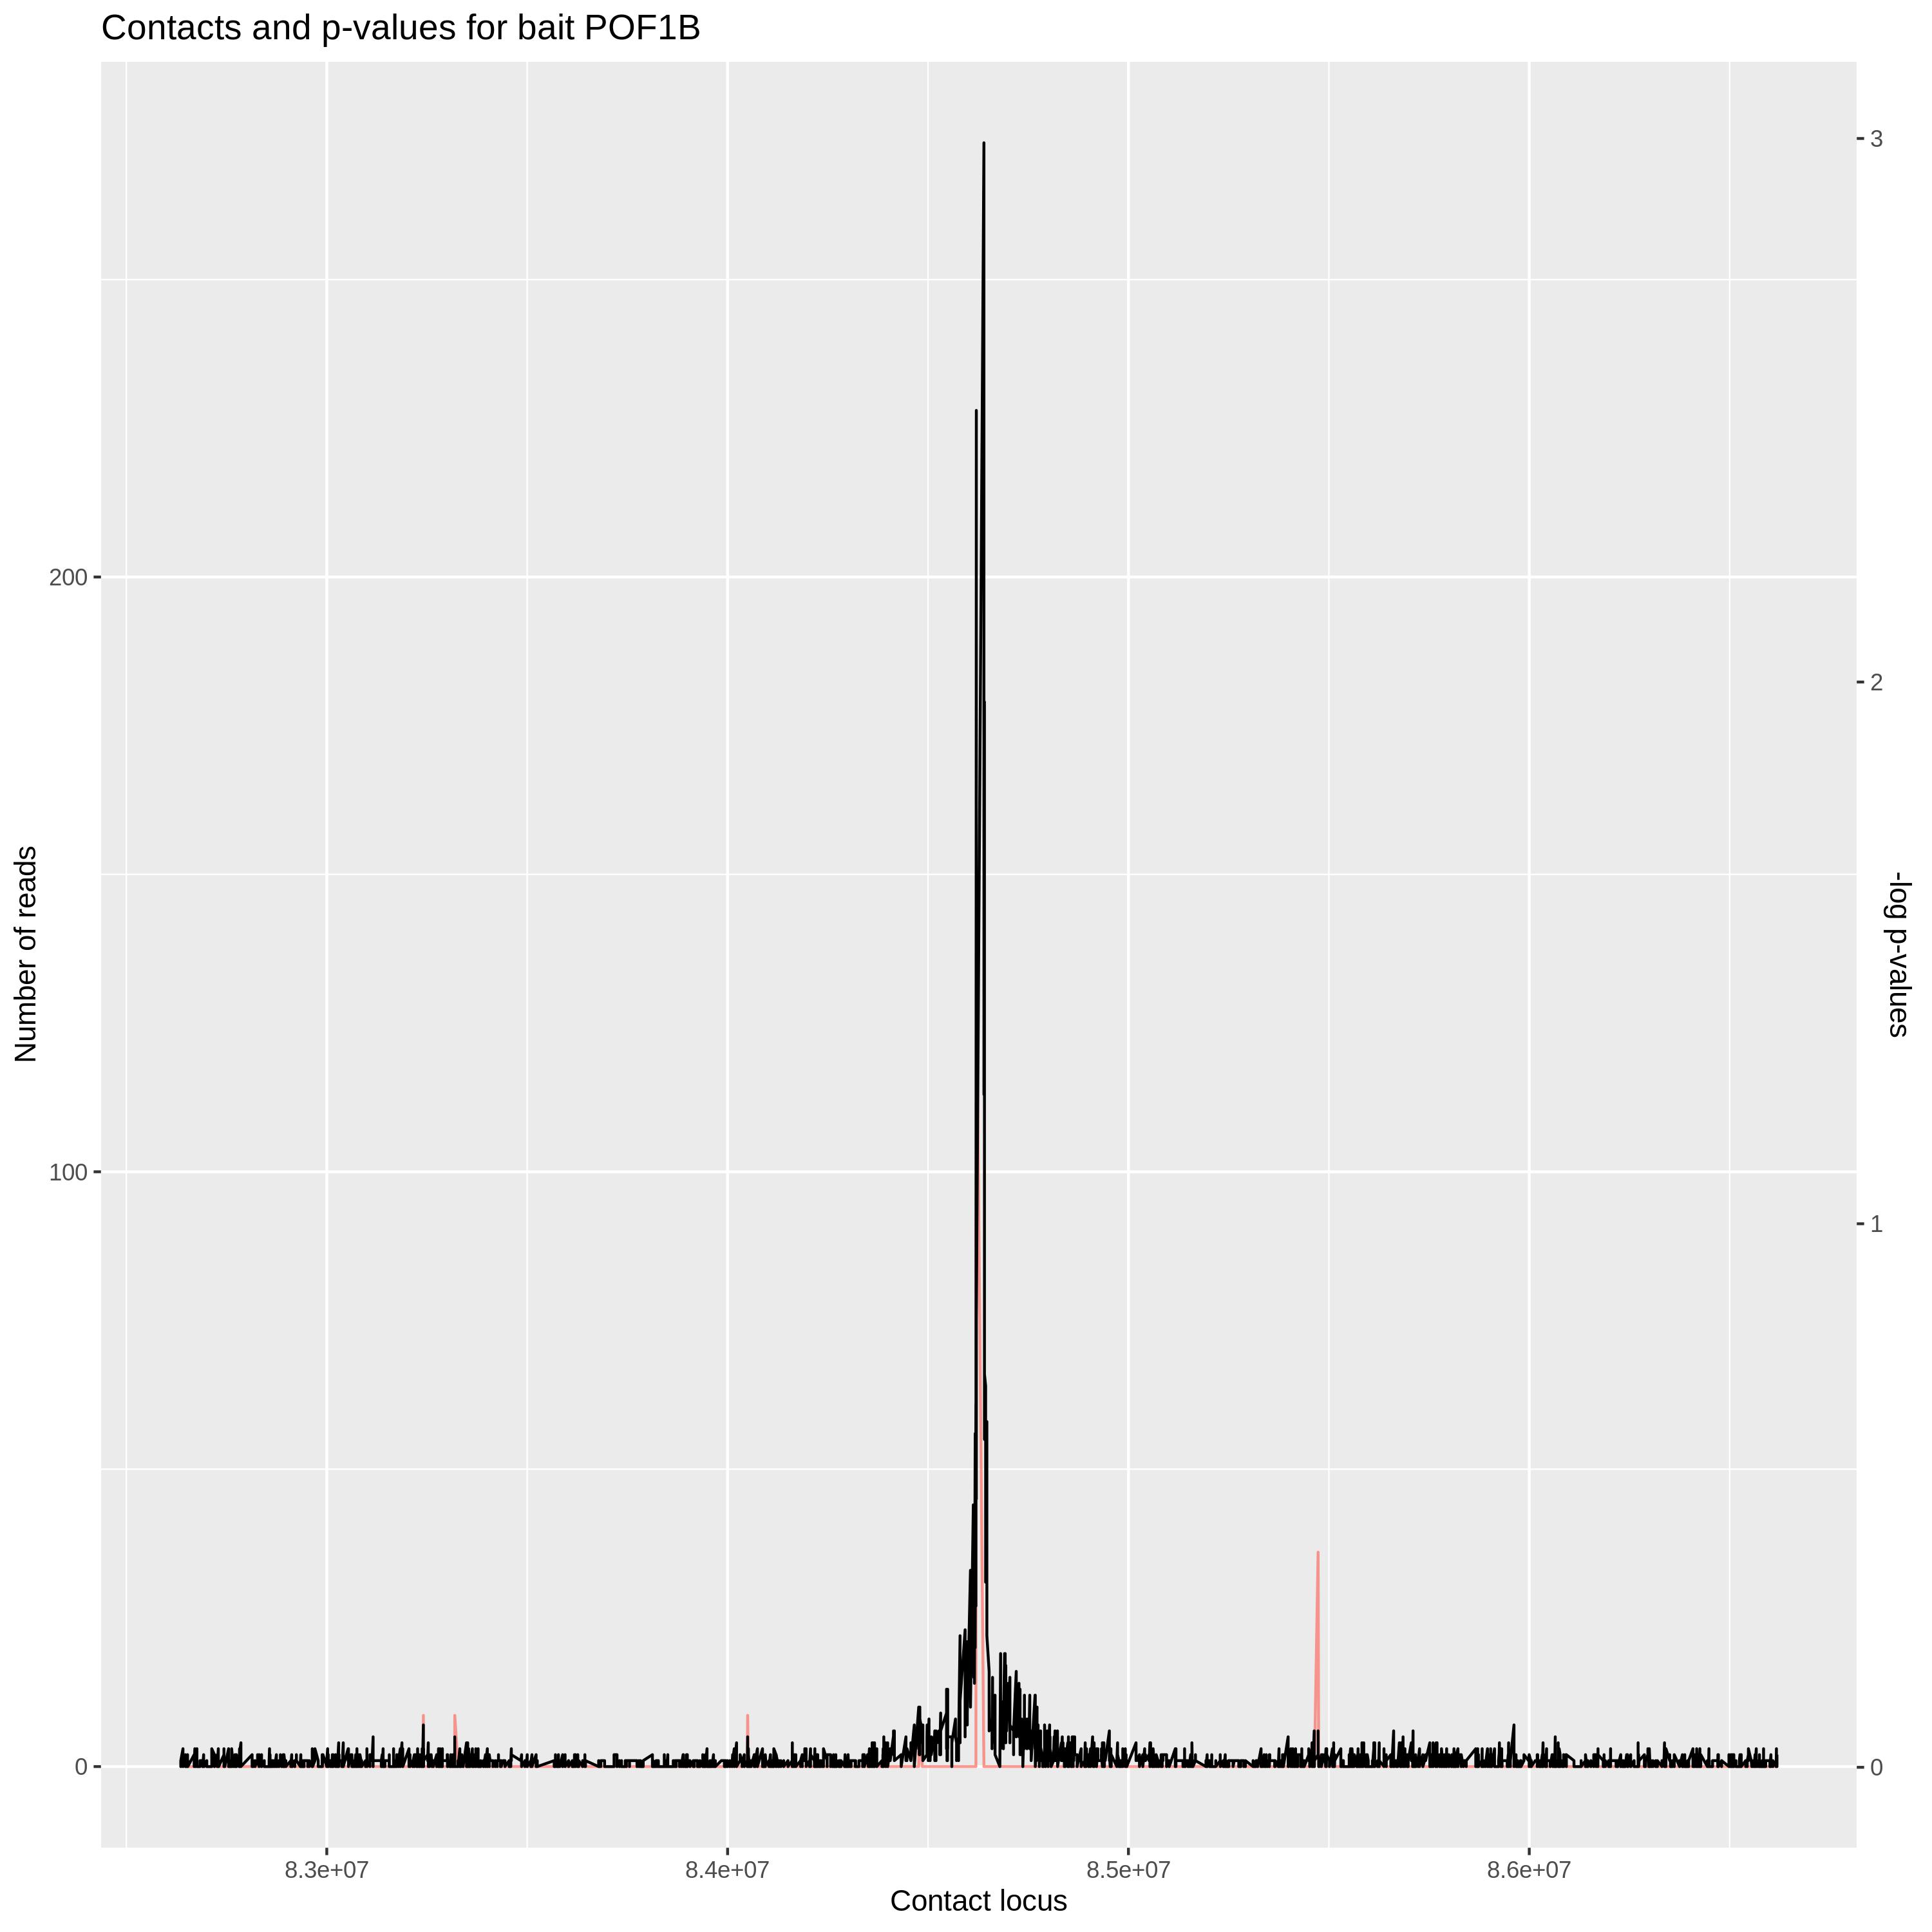 Contacts and p-values for bait POF1B
3
200
2
Number of reads
-log p-values
100
1
0
0
8.3e+07
8.4e+07
8.5e+07
8.6e+07
Contact locus